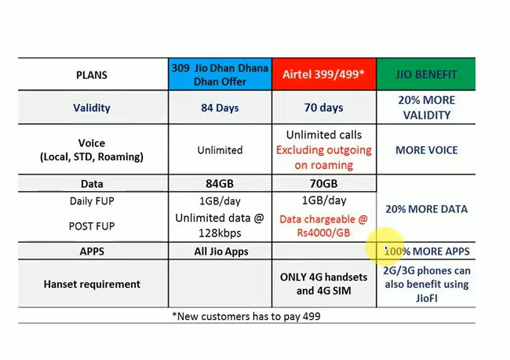 PLANS
309 Jio Dhan Dhana
Dhan Offer
Airtel 399/499*
JIO BENEFIT
Validity
84 Days
70 days
20% MORE
VALIDITY
Voice
(Local, STD, Roaming)
Unlimited
Unlimited calls
Excluding outgoing
on roaming
MORE VOICE
Data
84GB
70GB
20% MORE DATA
Daily FUP
1GB/day
1GB/day
POST FUP
Unlimited data @
128kbps
Data chargeable @
Rs4000/GB
APPS
All Jio Apps
100% MORE APPS
Hanset requirement
ONLY 4G handsets
and 4G SIM
2G/3G phones can
also benefit using
JioFI
*New customers has to pay 499